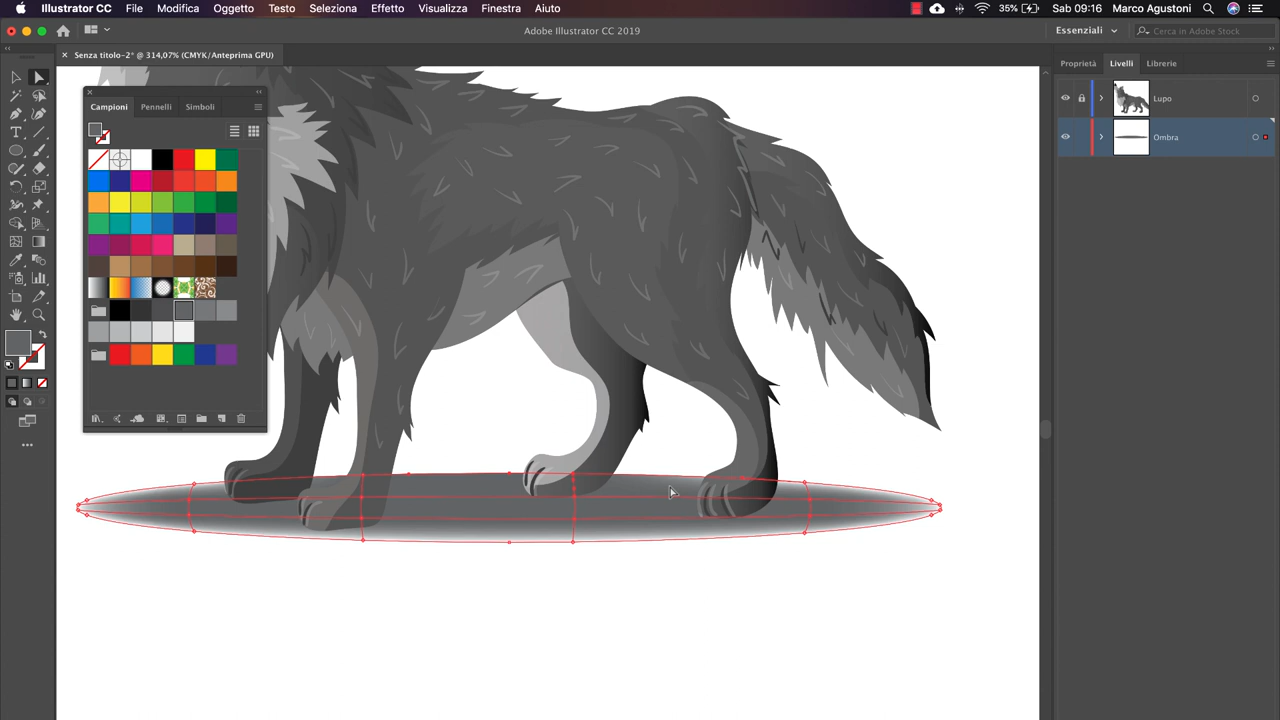 Illustrator CC File Modifica Oggetto Testo Seleziona Effetto Visualizza Finestra Aiuto 35% Sab 09:16 Marco Agustoni
Adobe Illustrator CC 2019 Essenziali Cerca in Adobe Stock
Senza titolo-2* @ 314,07% (CMYK/Anteprima GPU)
Proprietà Livelli Librerie
Campioni Pennelli Simboli
Lupo
Ombra